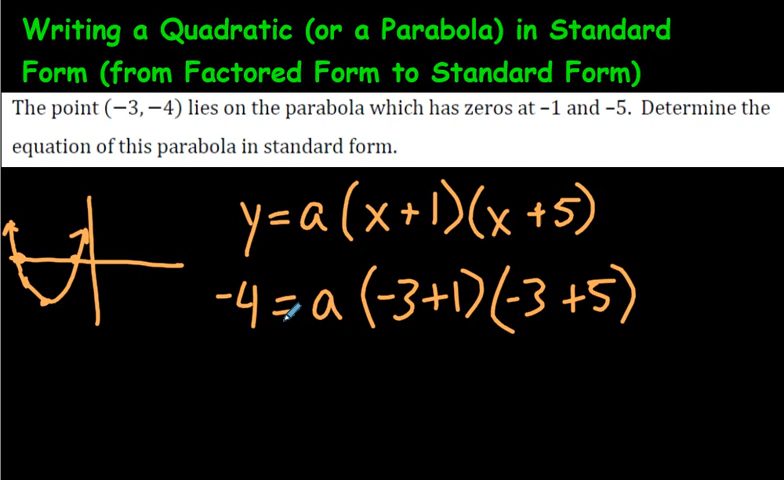 Writing a Quadratic (or a Parabola) in Standard
Form (from Factored Form to Standard Form)
The point (−3, −4) lies on the parabola which has zeros at −1 and −5. Determine the
equation of this parabola in standard form.
y = a (x + 1)(x + 5)
-4 = a (-3+1)(-3 +5)